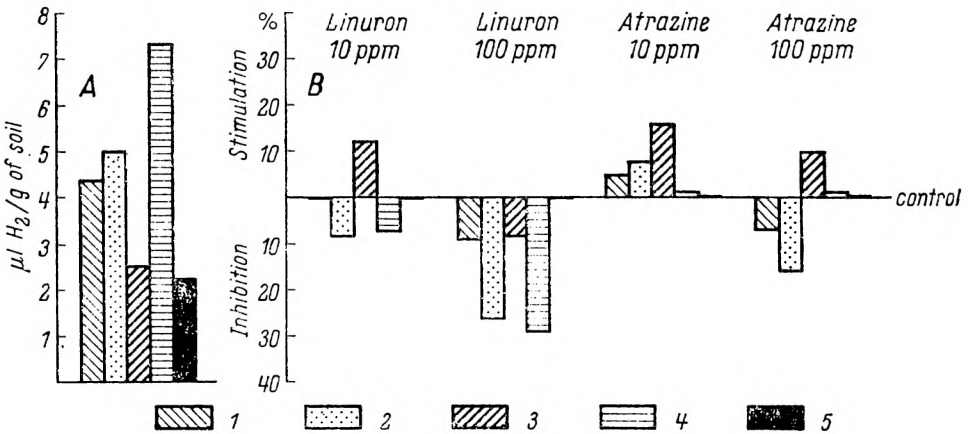 8
7
6
5
4
3
2
1
µl H₂/g of soil
A
%
30
20
10
10
20
30
40
Stimulation
Inhibition
B
Linuron
10 ppm
Linuron
100 ppm
Atrazine
10 ppm
Atrazine
100 ppm
control
1 2 3 4 5